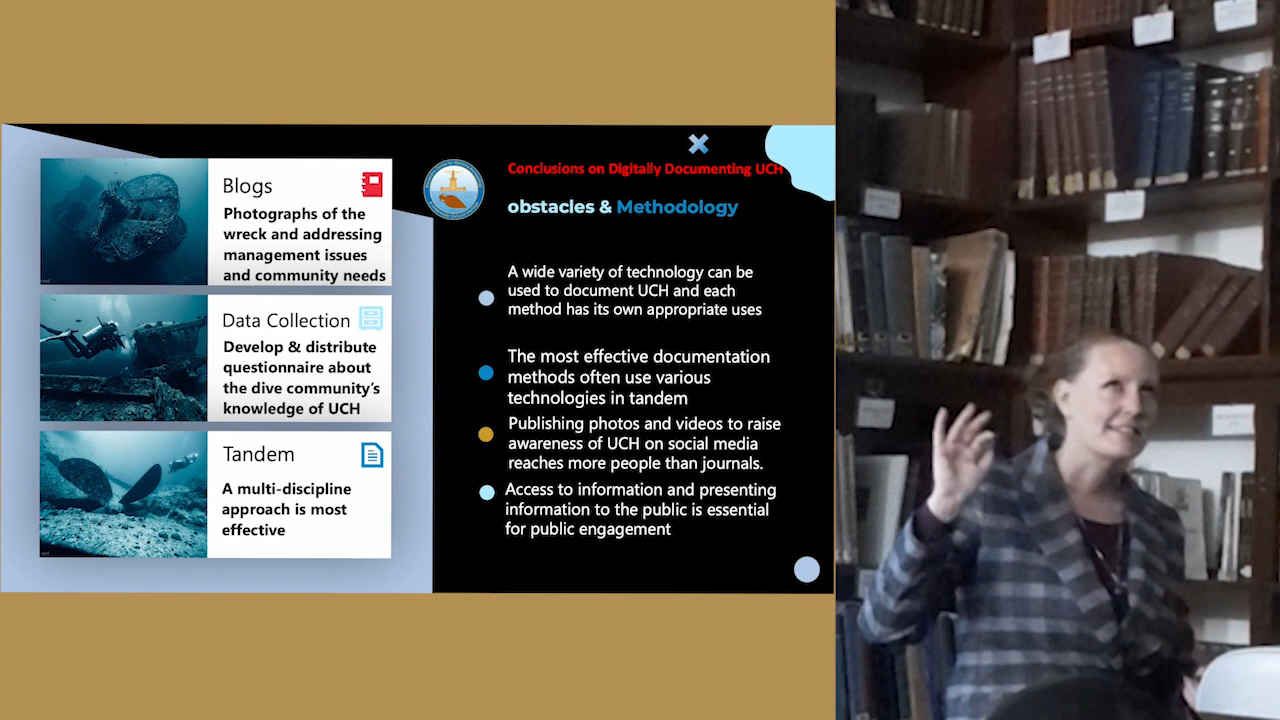 Blogs
Photographs of the
wreck and addressing
management issues
and community needs
Data Collection
Develop & distribute
questionnaire about
the dive community's
knowledge of UCH
Tandem
A multi-discipline
approach is most
effective
Conclusions on Digitally Documenting UCH
obstacles & Methodology
A wide variety of technology can be
used to document UCH and each
method has its own appropriate uses
The most effective documentation
methods often use various
technologies in tandem
Publishing photos and videos to raise
awareness of UCH on social media
reaches more people than journals.
Access to information and presenting
information to the public is essential
for public engagement